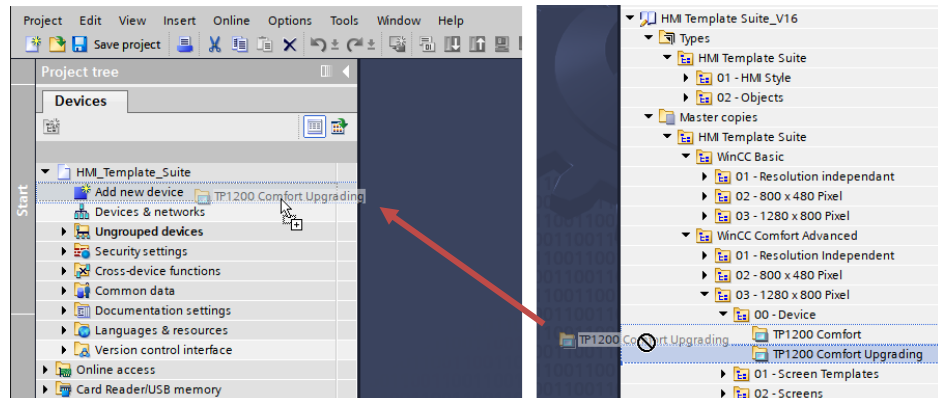 Project Edit View Insert Online Options Tools Window Help
Save project
Project tree
Devices
HMI_Template_Suite
Add new device
TP1200 Comfort Upgrading
Devices & networks
Ungrouped devices
Security settings
Cross-device functions
Common data
Documentation settings
Languages & resources
Version control interface
Online access
Card Reader/USB memory
Start
HMI Template Suite_V16
Types
HMI Template Suite
01 - HMI Style
02 - Objects
Master copies
HMI Template Suite
WinCC Basic
01 - Resolution independant
02 - 800 x 480 Pixel
03 - 1280 x 800 Pixel
WinCC Comfort Advanced
01 - Resolution Independent
02 - 800 x 480 Pixel
03 - 1280 x 800 Pixel
00 - Device
TP1200 Comfort
TP1200 Comfort Upgrading
TP1200 Comfort Upgrading
01 - Screen Templates
02 - Screens